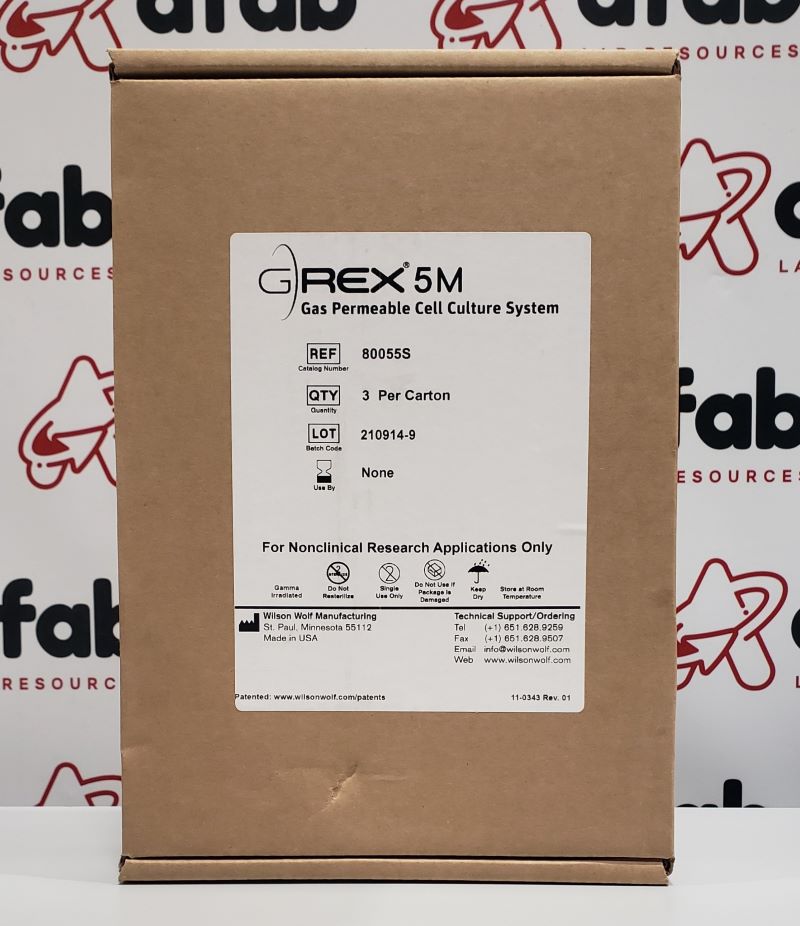 afab
LAB RESOURCES
G-REX® 5M
Gas Permeable Cell Culture System
REF 80055S
Catalog Number
QTY 3 Per Carton
Quantity
LOT 210914-9
Batch Code
None
Use By
For Nonclinical Research Applications Only
Gamma Irradiated
Do Not Resterilize
Single Use Only
Do Not Use if Package is Damaged
Keep Dry
Store at Room Temperature
Wilson Wolf Manufacturing
St. Paul, Minnesota 55112
Made in USA
Technical Support/Ordering
Tel (+1) 651.628.9259
Fax (+1) 651.628.9507
Email info@wilsonwolf.com
Web www.wilsonwolf.com
Patented: www.wilsonwolf.com/patents
11-0343 Rev. 01